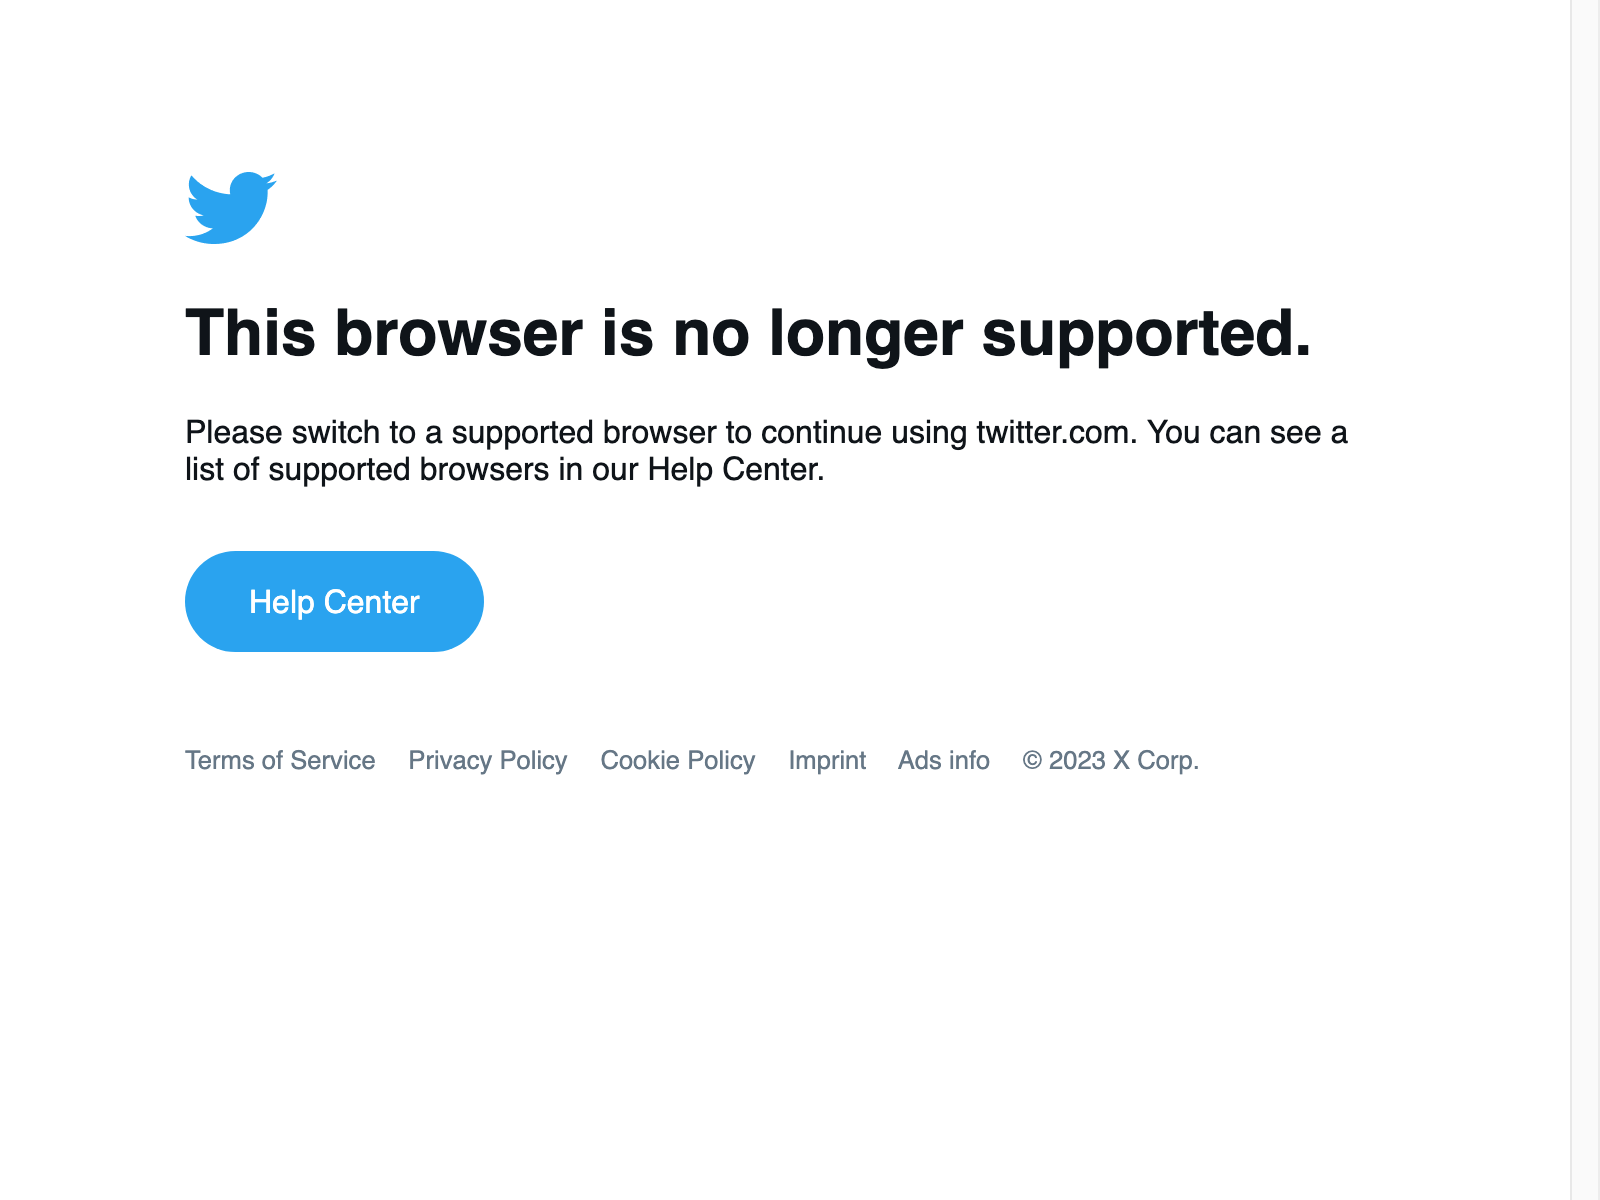 This browser is no longer supported.
Please switch to a supported browser to continue using twitter.com. You can see a
list of supported browsers in our Help Center.
Help Center
Terms of Service Privacy Policy Cookie Policy Imprint Ads info © 2023 X Corp.